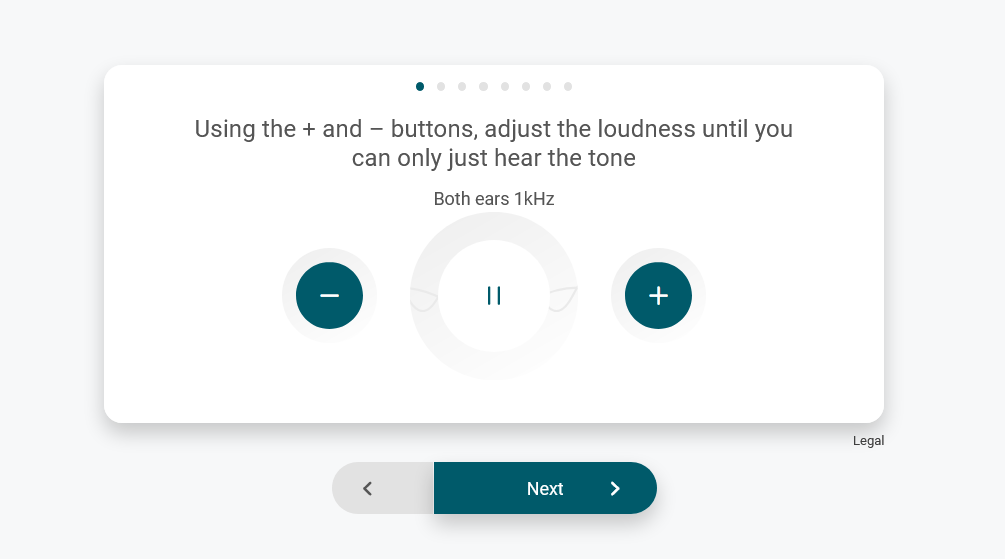 Using the + and – buttons, adjust the loudness until you
can only just hear the tone
Both ears 1kHz
Legal
Next